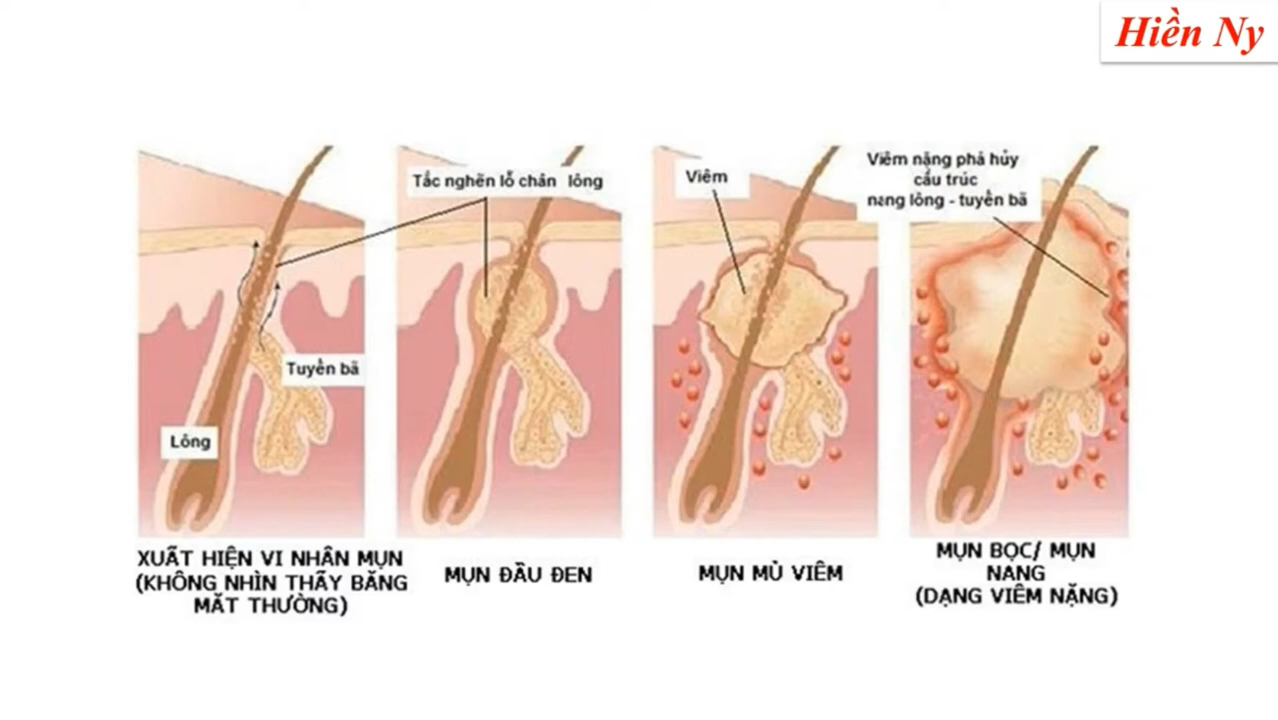 Hiền Ny
Tắc nghẽn lỗ chân lông
Viêm
Viêm nặng phá hủy
cấu trúc
nang lông - tuyến bã
Tuyến bã
Lông
XUẤT HIỆN VI NHÂN MỤN
(KHÔNG NHÌN THẤY BẰNG
MẮT THƯỜNG)
MỤN ĐẦU ĐEN
MỤN MỦ VIÊM
MỤN BỌC/ MỤN
NANG
(DẠNG VIÊM NẶNG)